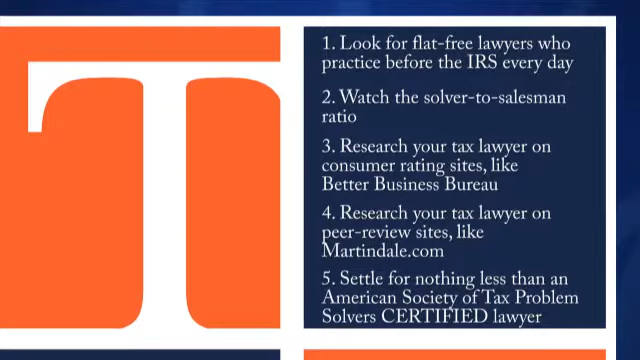 T
1. Look for flat-free lawyers who
practice before the IRS every day
2. Watch the solver-to-salesman
ratio
3. Research your tax lawyer on
consumer rating sites, like
Better Business Bureau
4. Research your tax lawyer on
peer-review sites, like
Martindale.com
5. Settle for nothing less than an
American Society of Tax Problem
Solvers CERTIFIED lawyer